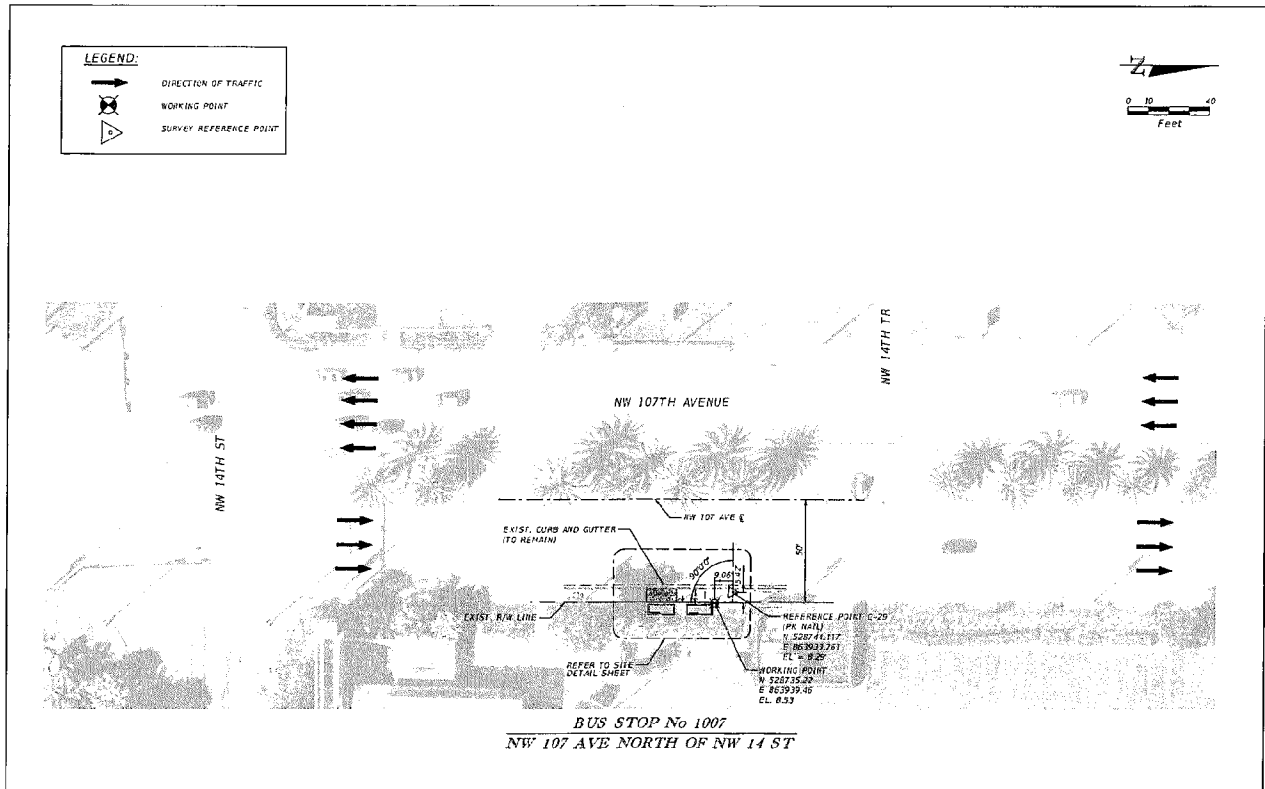 LEGEND:
DIRECTION OF TRAFFIC
WORKING POINT
SURVEY REFERENCE POINT
N
0 10 40
Feet
NW 14TH TR
NW 107TH AVENUE
NW 14TH ST
NW 107 AVE ℄
EXIST. CURB AND GUTTER
(TO REMAIN)
50'
90°0'0"
9.06'
EXIST. R/W LINE
REFERENCE POINT C-29
(PK NAIL)
N 528741.117
E 863933.761
EL = 8.29'
REFER TO SITE
DETAIL SHEET
WORKING POINT
N 528735.22
E 863939.46
EL. 8.53
BUS STOP No 1007
NW 107 AVE NORTH OF NW 14 ST